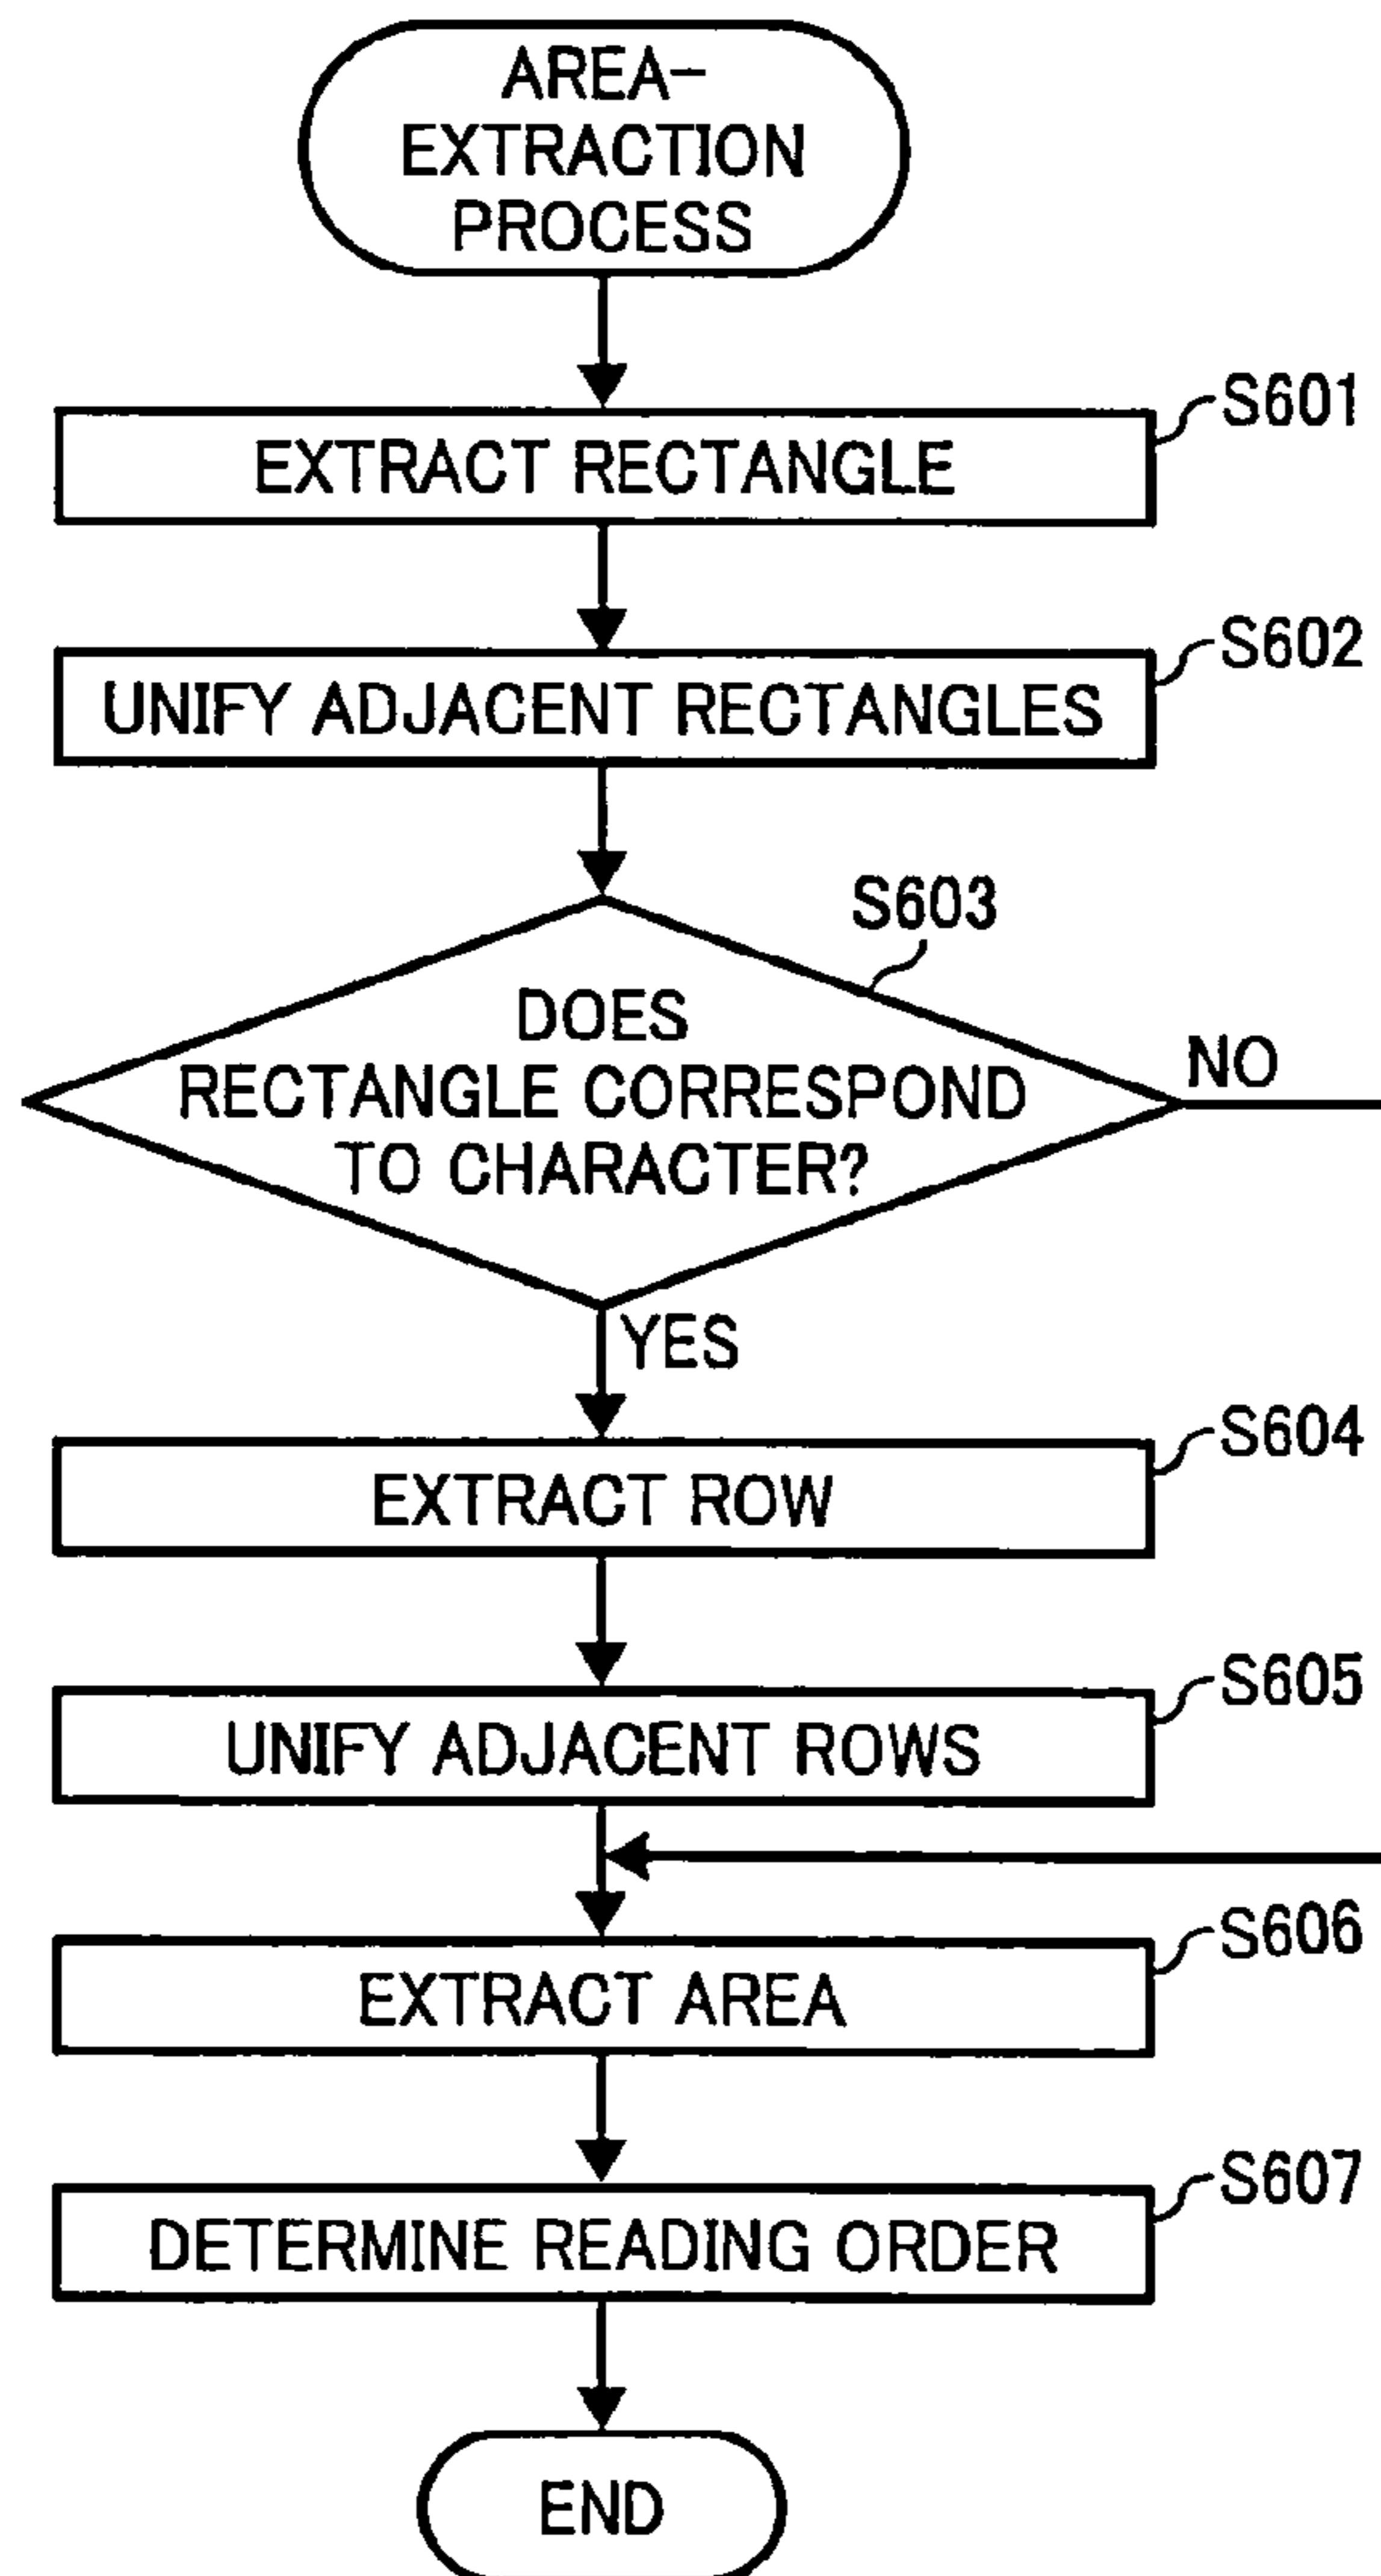 AREA-
EXTRACTION
PROCESS
S601
EXTRACT RECTANGLE
S602
UNIFY ADJACENT RECTANGLES
S603
DOES
RECTANGLE CORRESPOND
TO CHARACTER?
NO
YES
S604
EXTRACT ROW
S605
UNIFY ADJACENT ROWS
S606
EXTRACT AREA
S607
DETERMINE READING ORDER
END